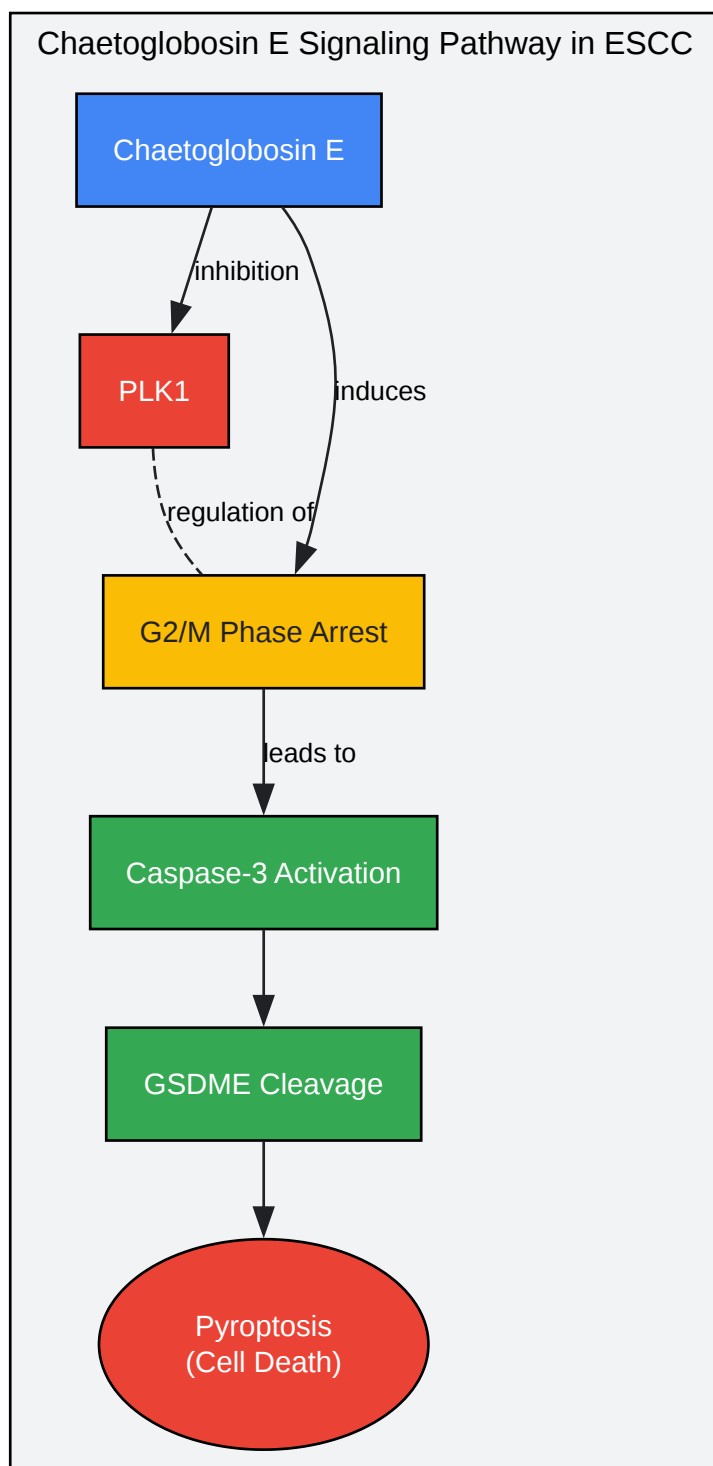 Chaetoglobosin E Signaling Pathway in ESCC
Chaetoglobosin E
inhibition
PLK1
induces
regulation of
G2/M Phase Arrest
leads to
Caspase-3 Activation
GSDME Cleavage
Pyroptosis
(Cell Death)